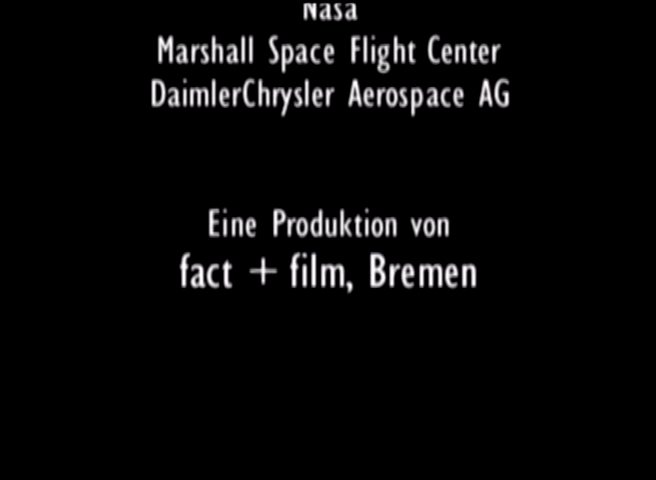 Nasa
Marshall Space Flight Center
DaimlerChrysler Aerospace AG
Eine Produktion von
fact + film, Bremen